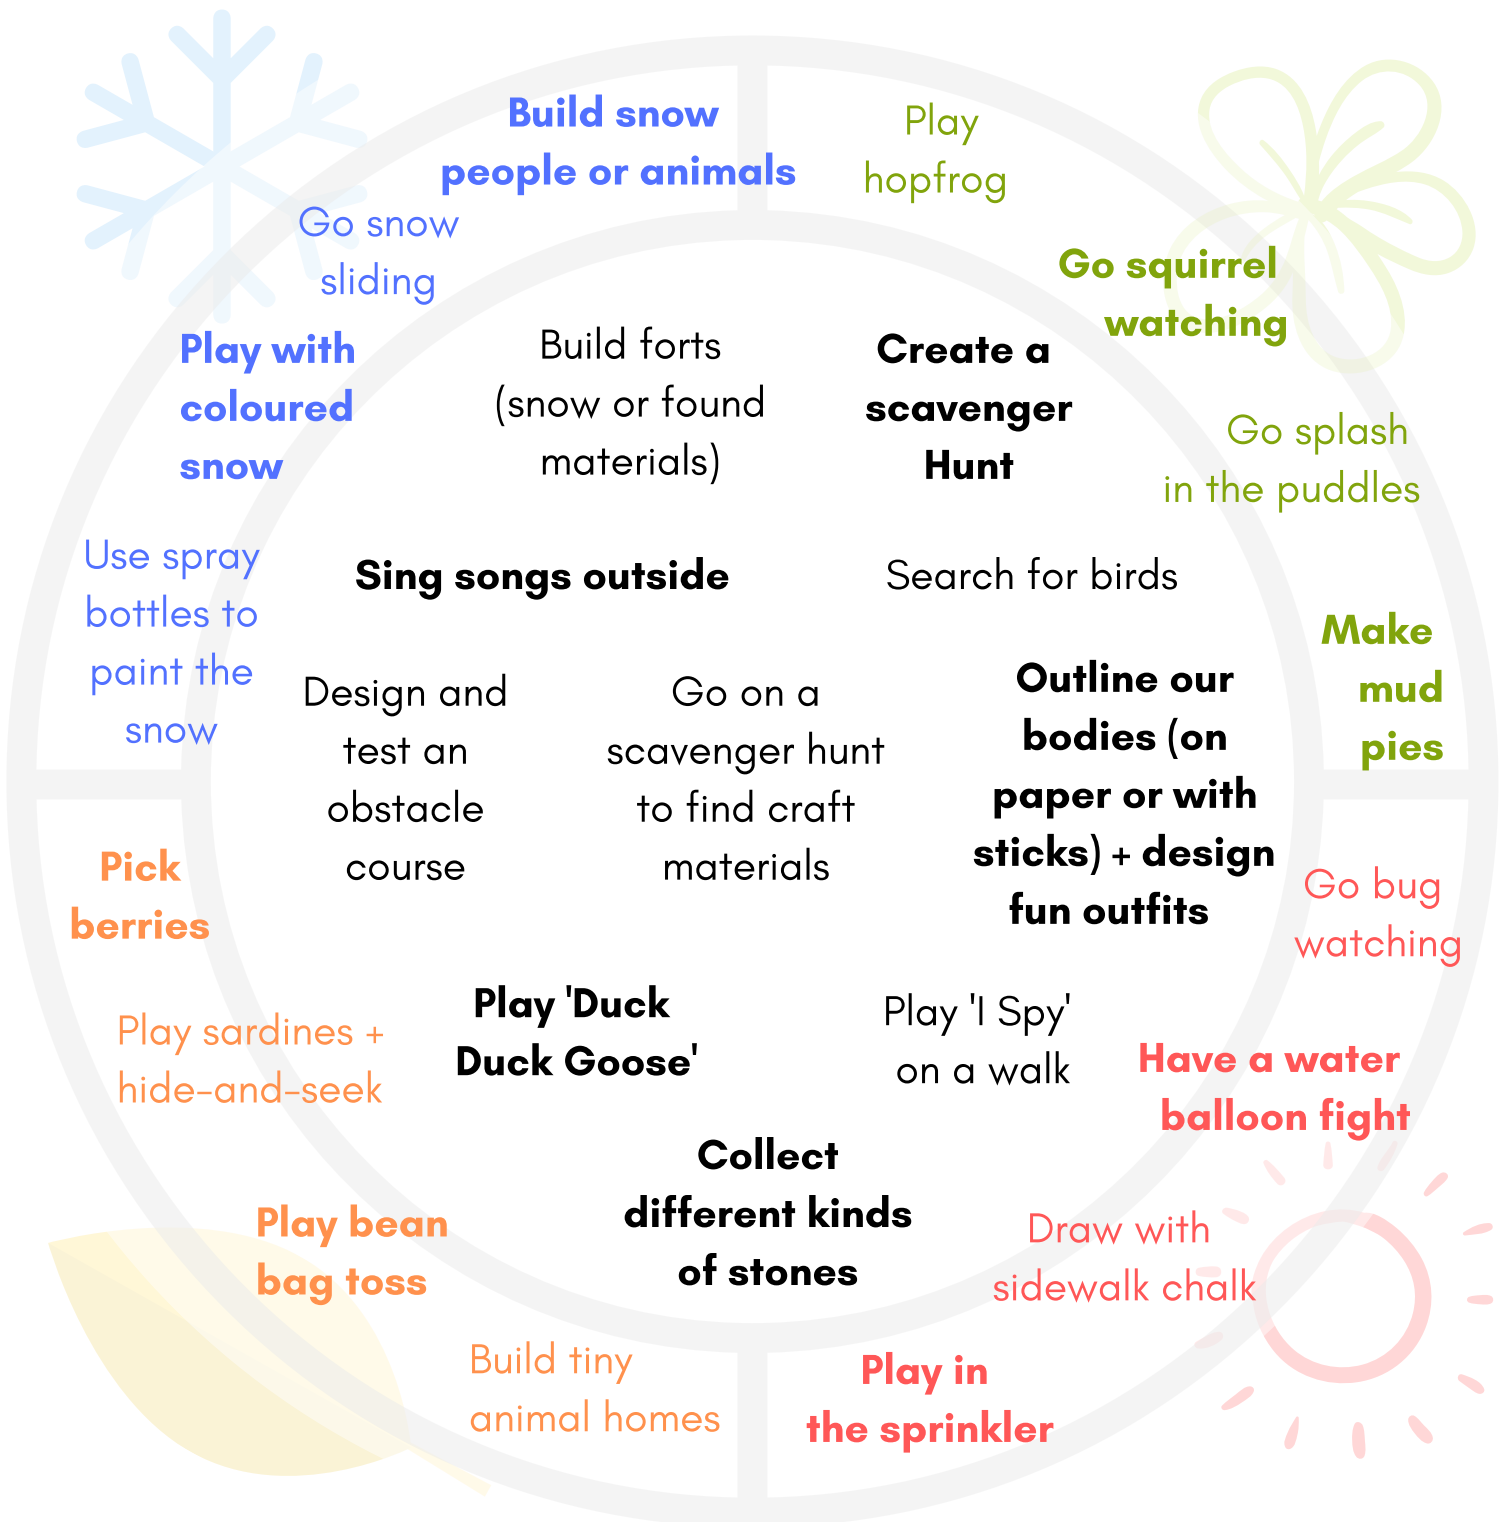 Build snow
people or animals
Go snow
sliding
Play with
coloured
snow
Use spray
bottles to
paint the
snow
Play
hopfrog
Go squirrel
watching
Go splash
in the puddles
Make
mud
pies
Build forts
(snow or found
materials)
Create a
scavenger
Hunt
Sing songs outside
Search for birds
Design and
test an
obstacle
course
Go on a
scavenger hunt
to find craft
materials
Outline our
bodies (on
paper or with
sticks) + design
fun outfits
Play 'Duck
Duck Goose'
Play 'I Spy'
on a walk
Collect
different kinds
of stones
Pick
berries
Play sardines +
hide-and-seek
Play bean
bag toss
Build tiny
animal homes
Go bug
watching
Have a water
balloon fight
Draw with
sidewalk chalk
Play in
the sprinkler